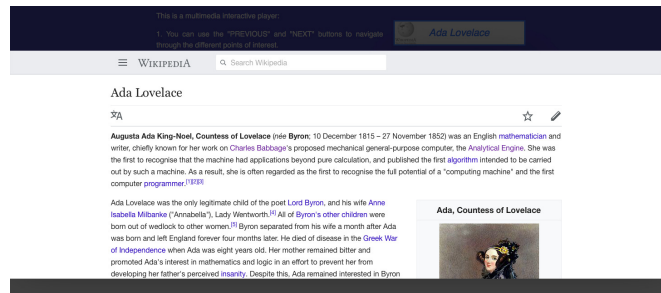 This is a multimedia interactive player:
1. You can use the "PREVIOUS" and "NEXT" buttons to navigate
through the different points of interest.
Ada Lovelace
WIKIPEDIA
Search Wikipedia
Ada Lovelace
Augusta Ada King-Noel, Countess of Lovelace (née Byron; 10 December 1815 – 27 November 1852) was an English mathematician and
writer, chiefly known for her work on Charles Babbage's proposed mechanical general-purpose computer, the Analytical Engine. She was
the first to recognise that the machine had applications beyond pure calculation, and published the first algorithm intended to be carried
out by such a machine. As a result, she is often regarded as the first to recognise the full potential of a "computing machine" and the first
computer programmer.[1][2][3]
Ada Lovelace was the only legitimate child of the poet Lord Byron, and his wife Anne
Isabella Milbanke ("Annabella"), Lady Wentworth.[4] All of Byron's other children were
born out of wedlock to other women.[5] Byron separated from his wife a month after Ada
was born and left England forever four months later. He died of disease in the Greek War
of Independence when Ada was eight years old. Her mother remained bitter and
promoted Ada's interest in mathematics and logic in an effort to prevent her from
developing her father's perceived insanity. Despite this, Ada remained interested in Byron
Ada, Countess of Lovelace